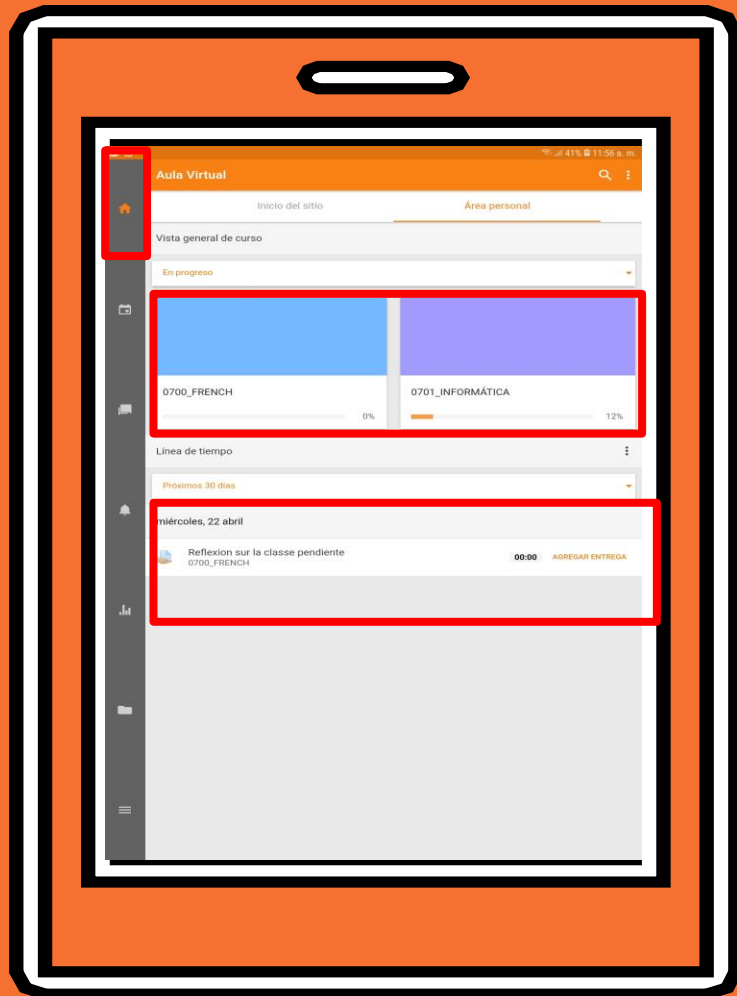 41% 11:56 a. m.
Aula Virtual
Inicio del sitio
Área personal
Vista general de curso
En progreso
0700_FRENCH
0%
0701_INFORMÁTICA
12%
Línea de tiempo
Próximos 30 días
miércoles, 22 abril
Reflexion sur la classe pendiente
0700_FRENCH
00:00 AGREGAR ENTREGA